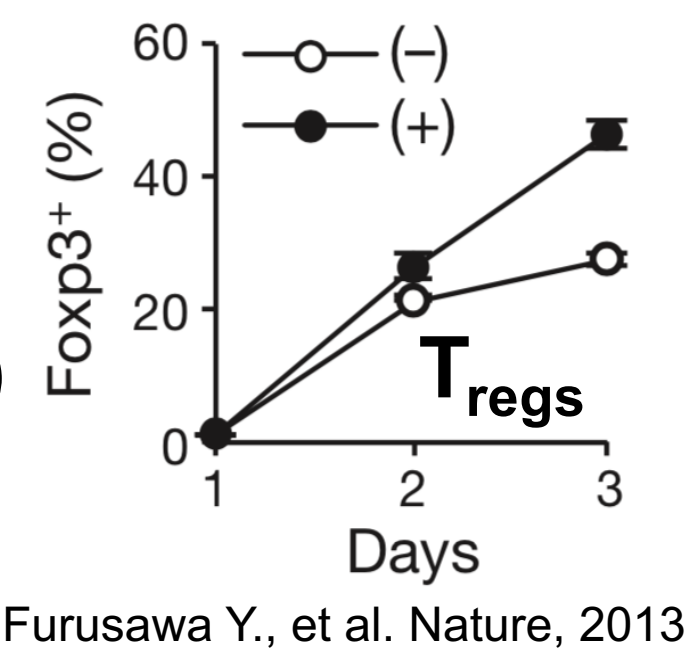 60
(−)
(+)
40
20
0
Foxp3⁺ (%)
Tregs
1 2 3
Days
)
Furusawa Y., et al. Nature, 2013